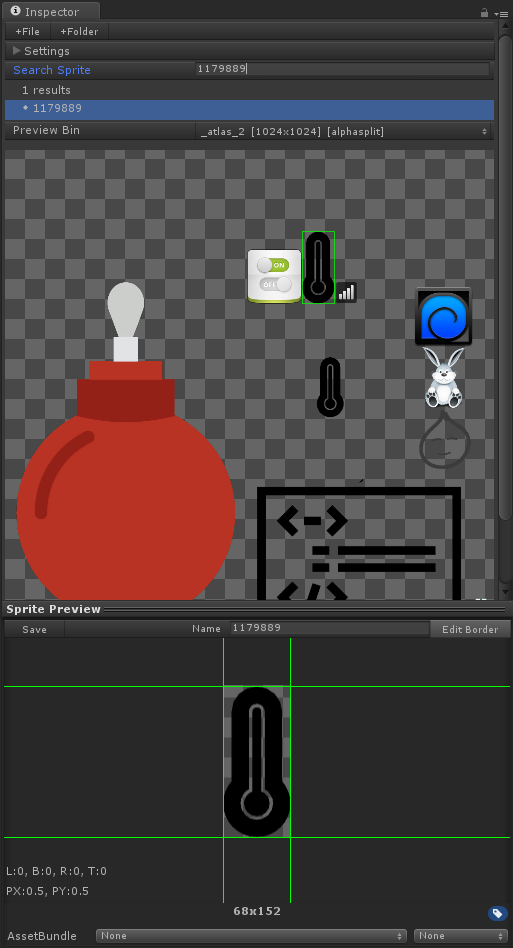 Inspector
+File +Folder
Settings
Search Sprite 1179889
1 results
1179889
Preview Bin _atlas_2 [1024x1024] [alphasplit]
ON
OFF
Sprite Preview
Save Name 1179889 Edit Border
L:0, B:0, R:0, T:0
PX:0.5, PY:0.5
68x152
AssetBundle None None